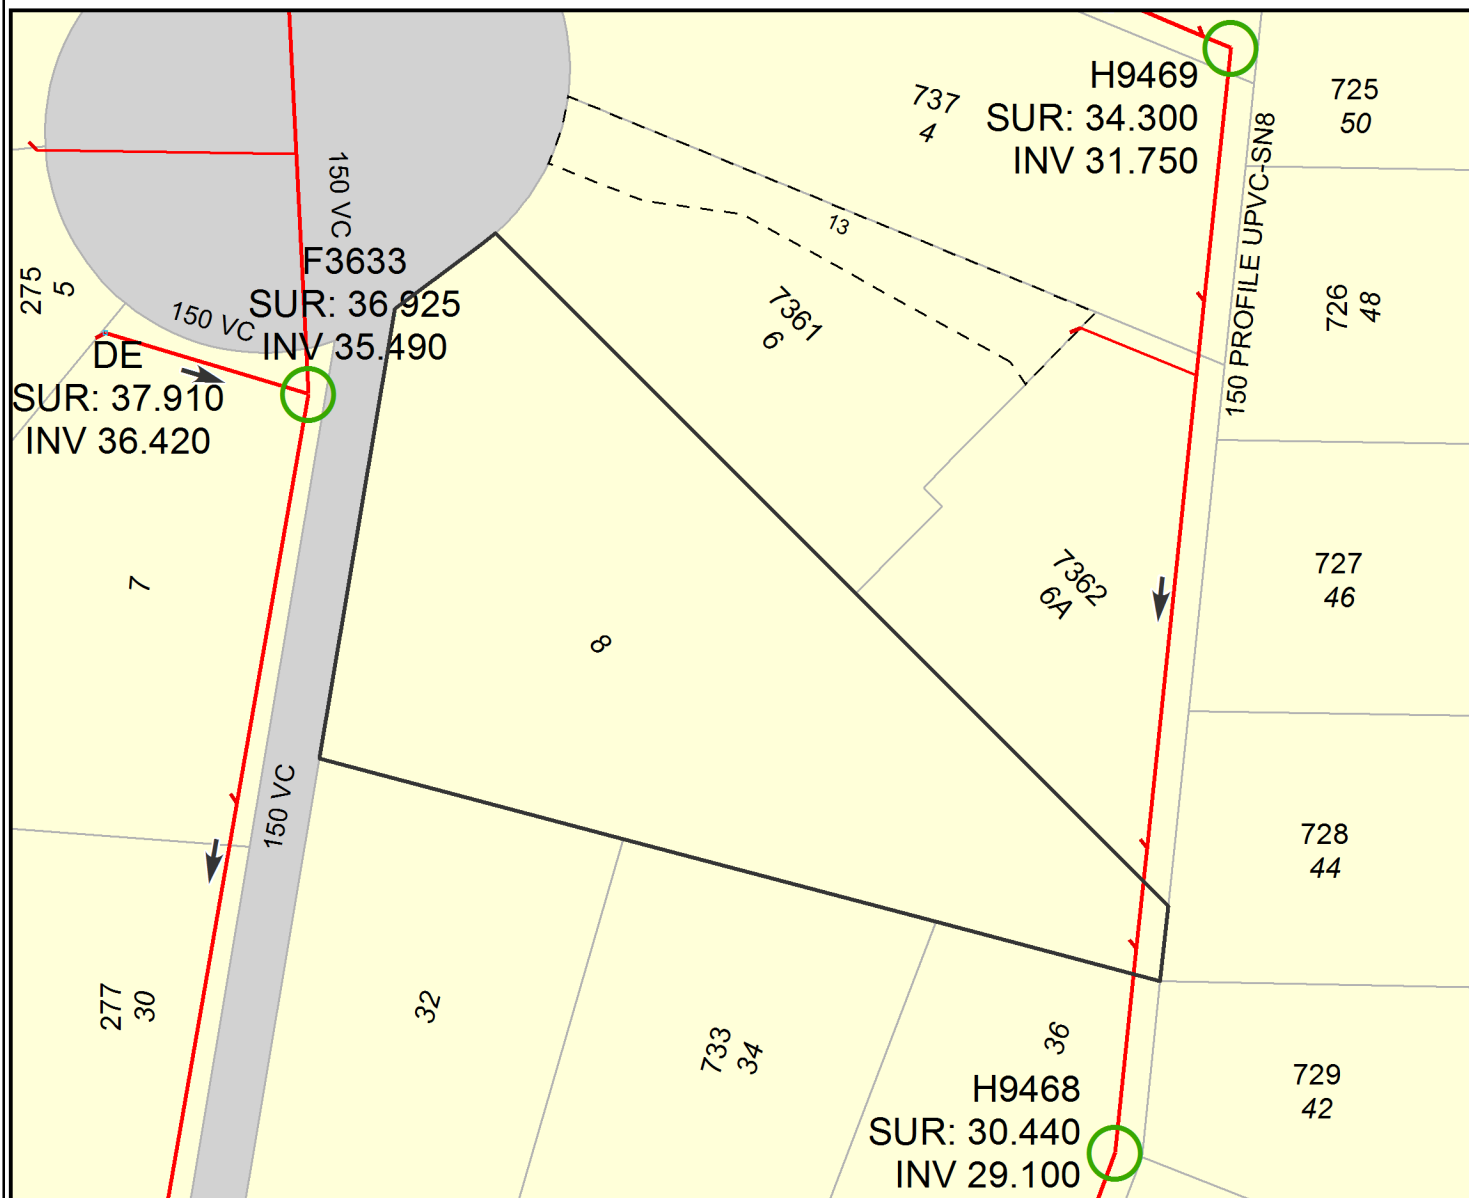 H9469
SUR: 34.300
INV 31.750
737
4
725
50
150 VC
13
150 PROFILE UPVC-SN8
F3633
SUR: 36.925
INV 35.490
275
5
150 VC
7361
6
726
48
DE
SUR: 37.910
INV 36.420
7
8
7362
6A
727
46
150 VC
728
44
277
30
32
733
34
36
H9468
SUR: 30.440
INV 29.100
729
42